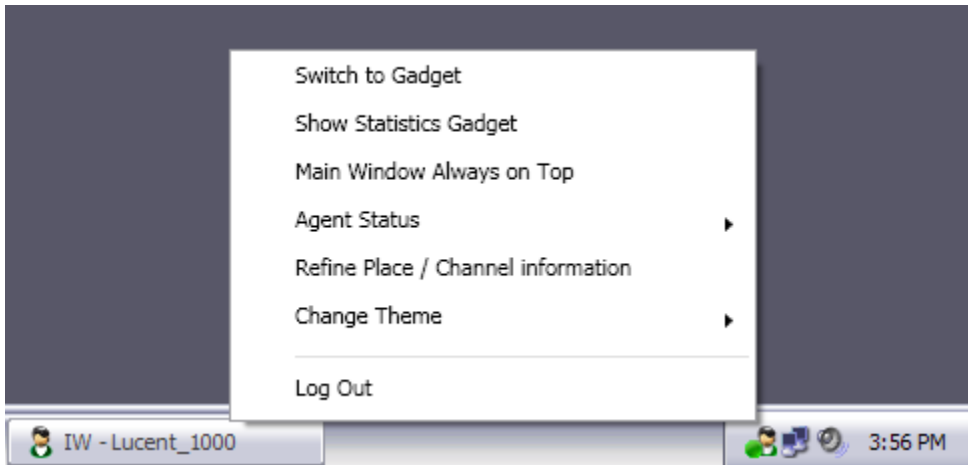 Switch to Gadget
Show Statistics Gadget
Main Window Always on Top
Agent Status
Refine Place / Channel information
Change Theme
Log Out
IW - Lucent_1000
3:56 PM